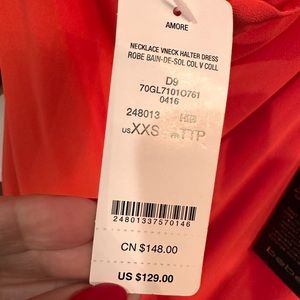 AMORE
NECKLACE VNECK HALTER DRESS
ROBE BAIN-DE-SOL COL V COLL
D9
70GL7101O761
0416
248013
US XXS TTP
24801337570146
CN $148.00
US $129.00